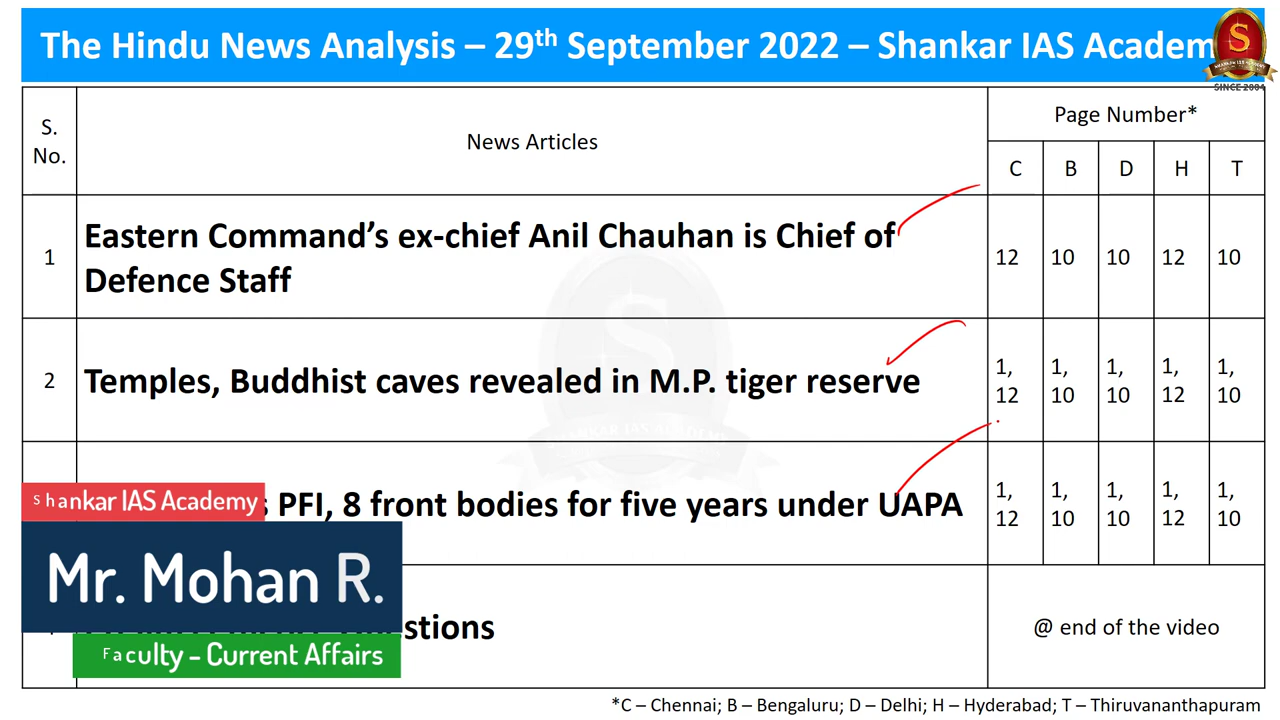 The Hindu News Analysis – 29th September 2022 – Shankar IAS Academ
SHANKAR IAS ACADEMY
SINCE 2004
S.
No.
News Articles
Page Number*
C B D H T
1
Eastern Command’s ex-chief Anil Chauhan is Chief of
Defence Staff
12 10 10 12 10
2
Temples, Buddhist caves revealed in M.P. tiger reserve
1, 1, 1, 1, 1,
12 10 10 12 10
s PFI, 8 front bodies for five years under UAPA
1, 1, 1, 1, 1,
12 10 10 12 10
stions
@ end of the video
Shankar IAS Academy
Mr. Mohan R.
Faculty – Current Affairs
*C – Chennai; B – Bengaluru; D – Delhi; H – Hyderabad; T – Thiruvananthapuram